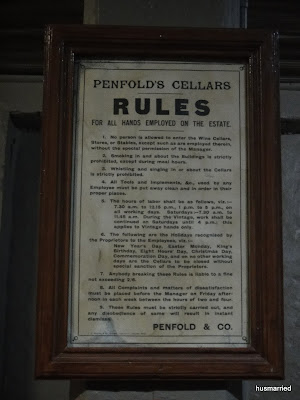 PENFOLD'S CELLARS
RULES
FOR ALL HANDS EMPLOYED ON THE ESTATE.
1. No person is allowed to enter the Wine Cellars,
Stores, or Stables, except such as are employed therein,
without the special permission of the Manager.
2. Smoking in and about the Buildings is strictly
prohibited, except during meal hours.
3. Whistling and singing in or about the Cellars
is strictly prohibited.
4. All Tools and Implements, &c., used by any
Employee must be put away clean and in order in their
proper places.
5. The hours of labor shall be as follows, viz.:—
7.30 a.m. to 12.15 p.m., 1 p.m. to 5 p.m., on
all working days. Saturdays—7.30 a.m. to
11.45 a.m. During the Vintage, work shall be
continued on Saturdays until 5 p.m. This
applies to Vintage hands only.
6. The following are the Holidays recognized by
the Proprietors to the Employees, viz.:—
New Year's Day, Easter Monday, King's
Birthday, Eight Hours Day, Christmas Day,
Commemoration Day, and on no other working
days are the Cellars to be closed without
special sanction of the Proprietors.
7. Anybody breaking these Rules is liable to a fine
not exceeding 2/6.
8. All Complaints and matters of dissatisfaction
must be placed before the Manager on Friday after-
noon in each week between the hours of two and four.
9. These Rules must be strictly carried out, and
any disobedience of same will result in instant
dismissal.
PENFOLD & CO.
husmarried